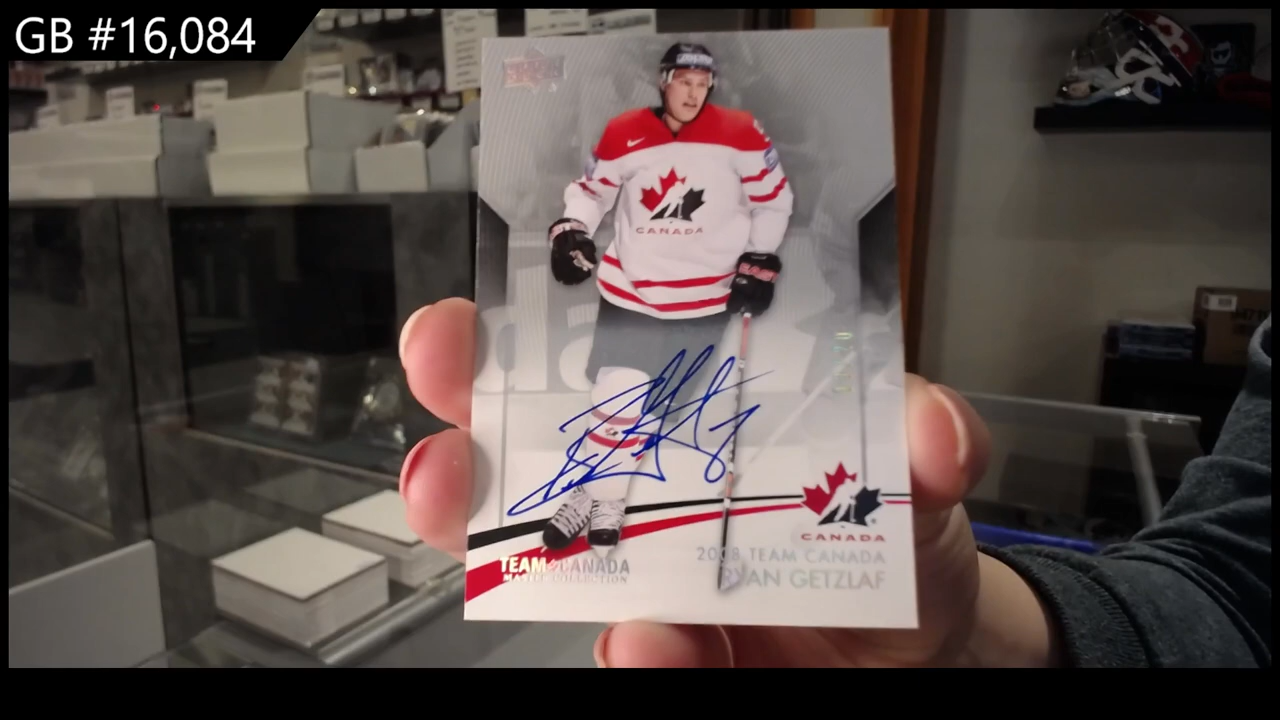 GB #16,084
CANADA
CANADA
2008 TEAM CANADA
RYAN GETZLAF
TEAM CANADA
MASTER COLLECTION